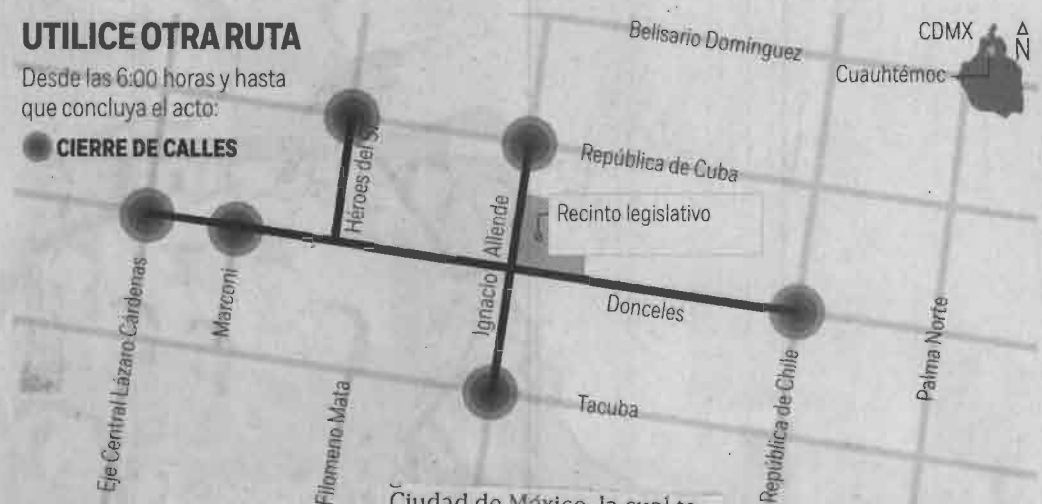 UTILICE OTRA RUTA
Desde las 6:00 horas y hasta
que concluya el acto:
CIERRE DE CALLES
Belisario Domínguez
CDMX
N
Cuauhtémoc
República de Cuba
Héroes del
Recinto legislativo
Ignacio Allende
Donceles
Marconi
Eje Central Lázaro Cárdenas
Palma Norte
República de Chile
Tacuba
Filomeno Mata
Ciudad de México, la cual